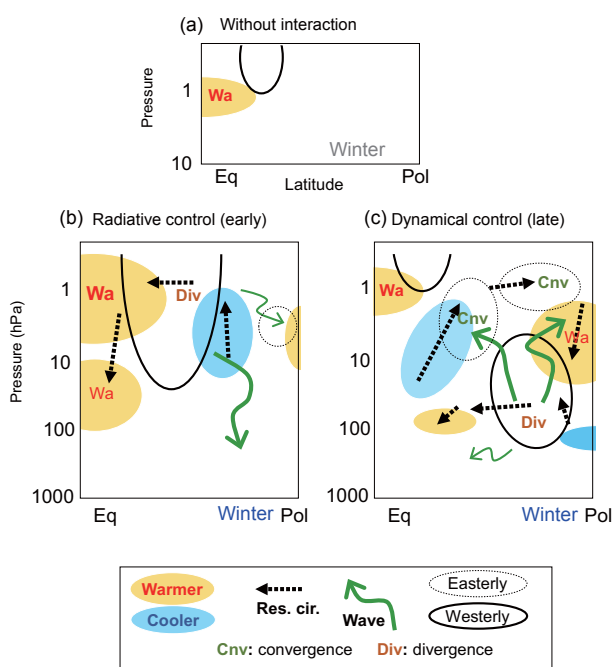 (a) Without interaction
Pressure
1
10
Wa
Winter
Eq
Pol
Latitude
(b) Radiative control (early)
Pressure (hPa)
1
10
100
1000
Wa
Div
Wa
Eq
Winter
Pol
(c) Dynamical control (late)
1
10
100
1000
Wa
Cnv
Cnv
Wa
Div
Eq
Winter
Pol
Warmer
Cooler
Res. cir.
Wave
Easterly
Westerly
Cnv: convergence
Div: divergence